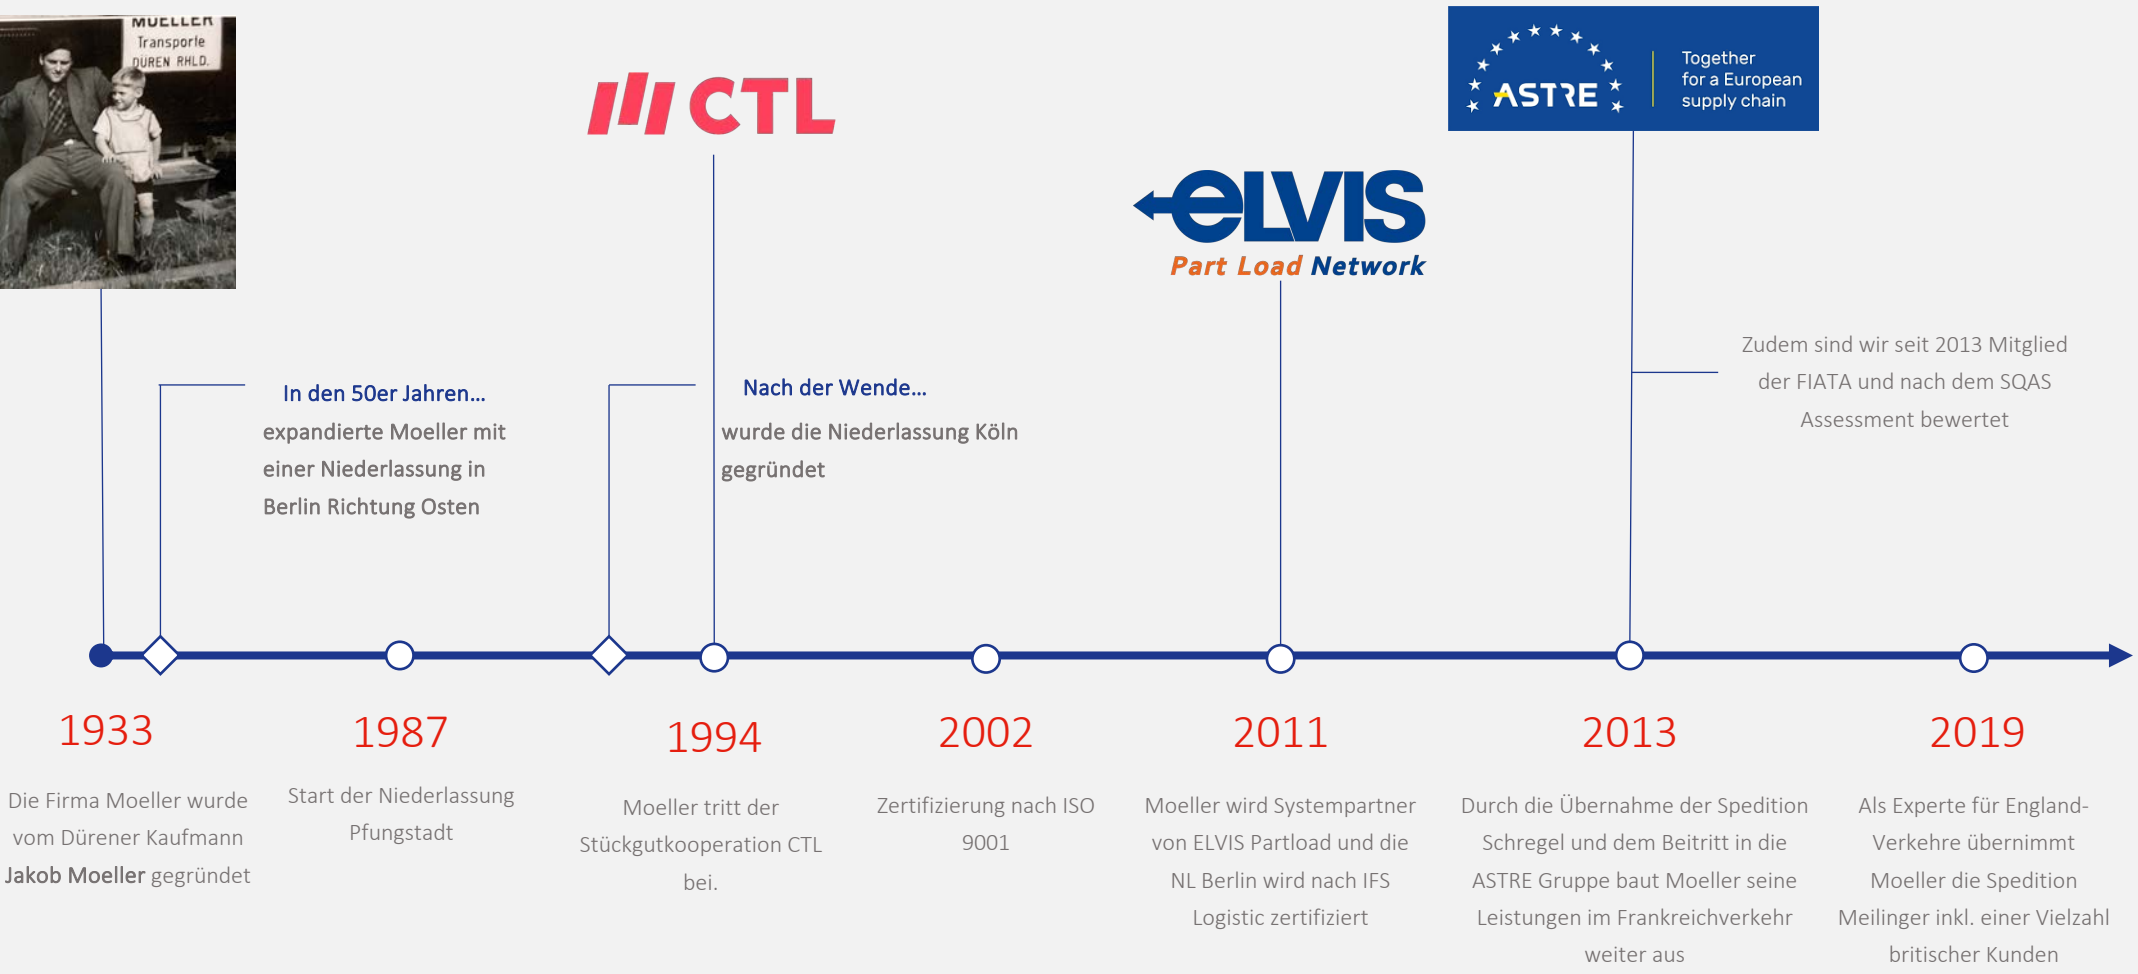 MUELLER
Transporte
DÜREN RHLD.
CTL
ELVIS
Part Load Network
ASTRE
Together
for a European
supply chain
In den 50er Jahren...
expandierte Moeller mit
einer Niederlassung in
Berlin Richtung Osten
Nach der Wende...
wurde die Niederlassung Köln
gegründet
Zudem sind wir seit 2013 Mitglied
der FIATA und nach dem SQAS
Assessment bewertet
1933
Die Firma Moeller wurde
vom Dürener Kaufmann
Jakob Moeller gegründet
1987
Start der Niederlassung
Pfungstadt
1994
Moeller tritt der
Stückgutkooperation CTL
bei.
2002
Zertifizierung nach ISO
9001
2011
Moeller wird Systempartner
von ELVIS Partload und die
NL Berlin wird nach IFS
Logistic zertifiziert
2013
Durch die Übernahme der Spedition
Schregel und dem Beitritt in die
ASTRE Gruppe baut Moeller seine
Leistungen im Frankreichverkehr
weiter aus
2019
Als Experte für England-
Verkehre übernimmt
Moeller die Spedition
Meilinger inkl. einer Vielzahl
britischer Kunden